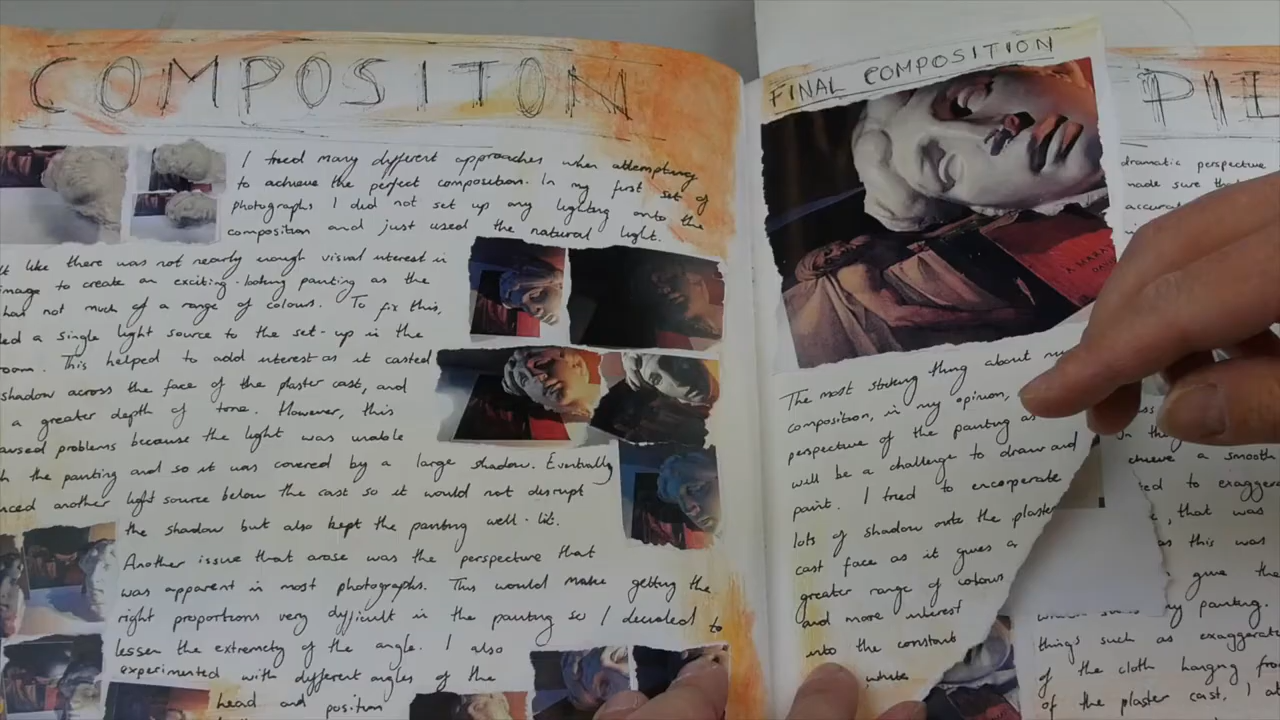 COMPOSITON
I tried many dyfferent approaches when attempting
to achieve the perfect composition. In my first set of
photographs I did not set up any lighting onto the
composition and just used the natural light.
like there was not nearly enough visual interest in
image to create an exciting-looking painting as the
has not much of a range of colours. To fix this,
a single light source to the set-up in the
This helped to add interest as it casted
shadow across the face of the plaster cast, and
a greater depth of tone. However, this
problems because the light was unable
the painting and so it was covered by a large shadow. Eventually
another light source below the cast so it would not disrupt
the shadow but also kept the painting well-lit.
Another issue that arose was the perspective that
was apparent in most photographs. This would make getting the
right proportions very dyfficult in the painting so I decided to
lessen the extremity of the angle. I also
experimented with dyfferent angles of the
head and position
FINAL COMPOSITION
A MARAT
The most striking thing about my
composition, in my opinion,
perspective of the painting as
will be a challenge to draw and
paint. I tried to encorperate
lots of shadow onto the plaster
cast face as it gives a
greater range of colours
and more interest
into the constant
white
dramatic perspective
made sure
a smooth
to
, that was
as this was
give the
my painting.
things such as
of the cloth hanging from
of the plaster cast. I